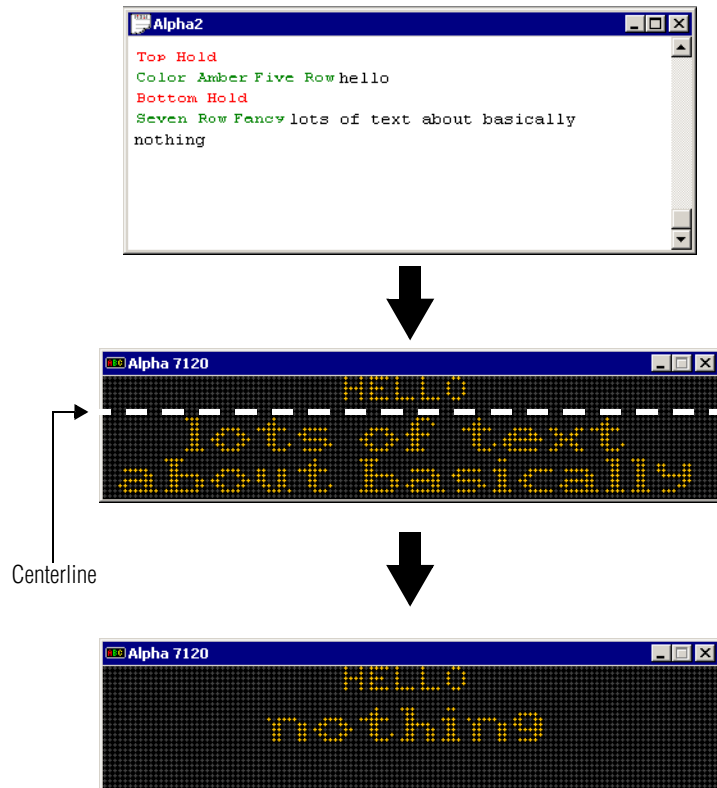 Alpha2
Top Hold
Color Amber Five Row hello
Bottom Hold
Seven Row Fancy lots of text about basically
nothing
Alpha 7120
HELLO
lots of text
about basically
Centerline
Alpha 7120
HELLO
nothing